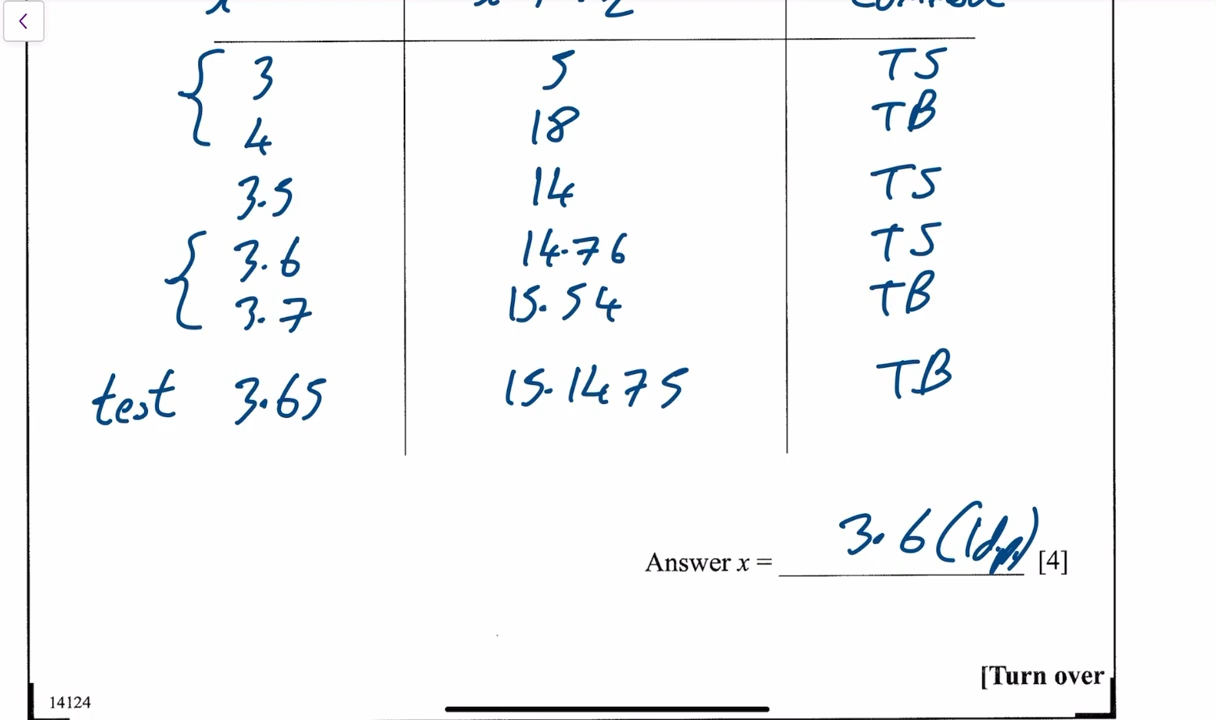 3 5 TS
4 18 TB
3.5 14 TS
3.6 14.76 TS
3.7 15.54 TB
test 3.65 15.1475 TB
Answer x = 3.6 (1dp) [4]
[Turn over
14124